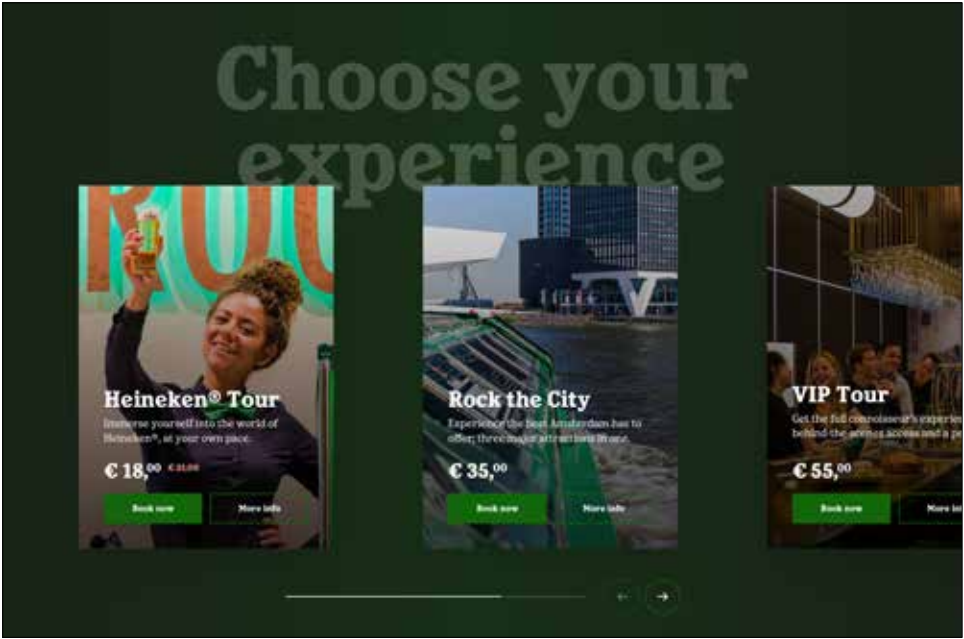 Choose your
experience
ROC
Heineken® Tour
Immerse yourself into the world of
Heineken®, at your own pace.
€ 18,00 € 21,00
Book now
More info
Rock the City
Experience the best Amsterdam has to
offer; three major attractions in one.
€ 35,00
Book now
More info
VIP Tour
Get the full connoisseur's experien
behind-the-scenes access and a pe
€ 55,00
Book now
More in